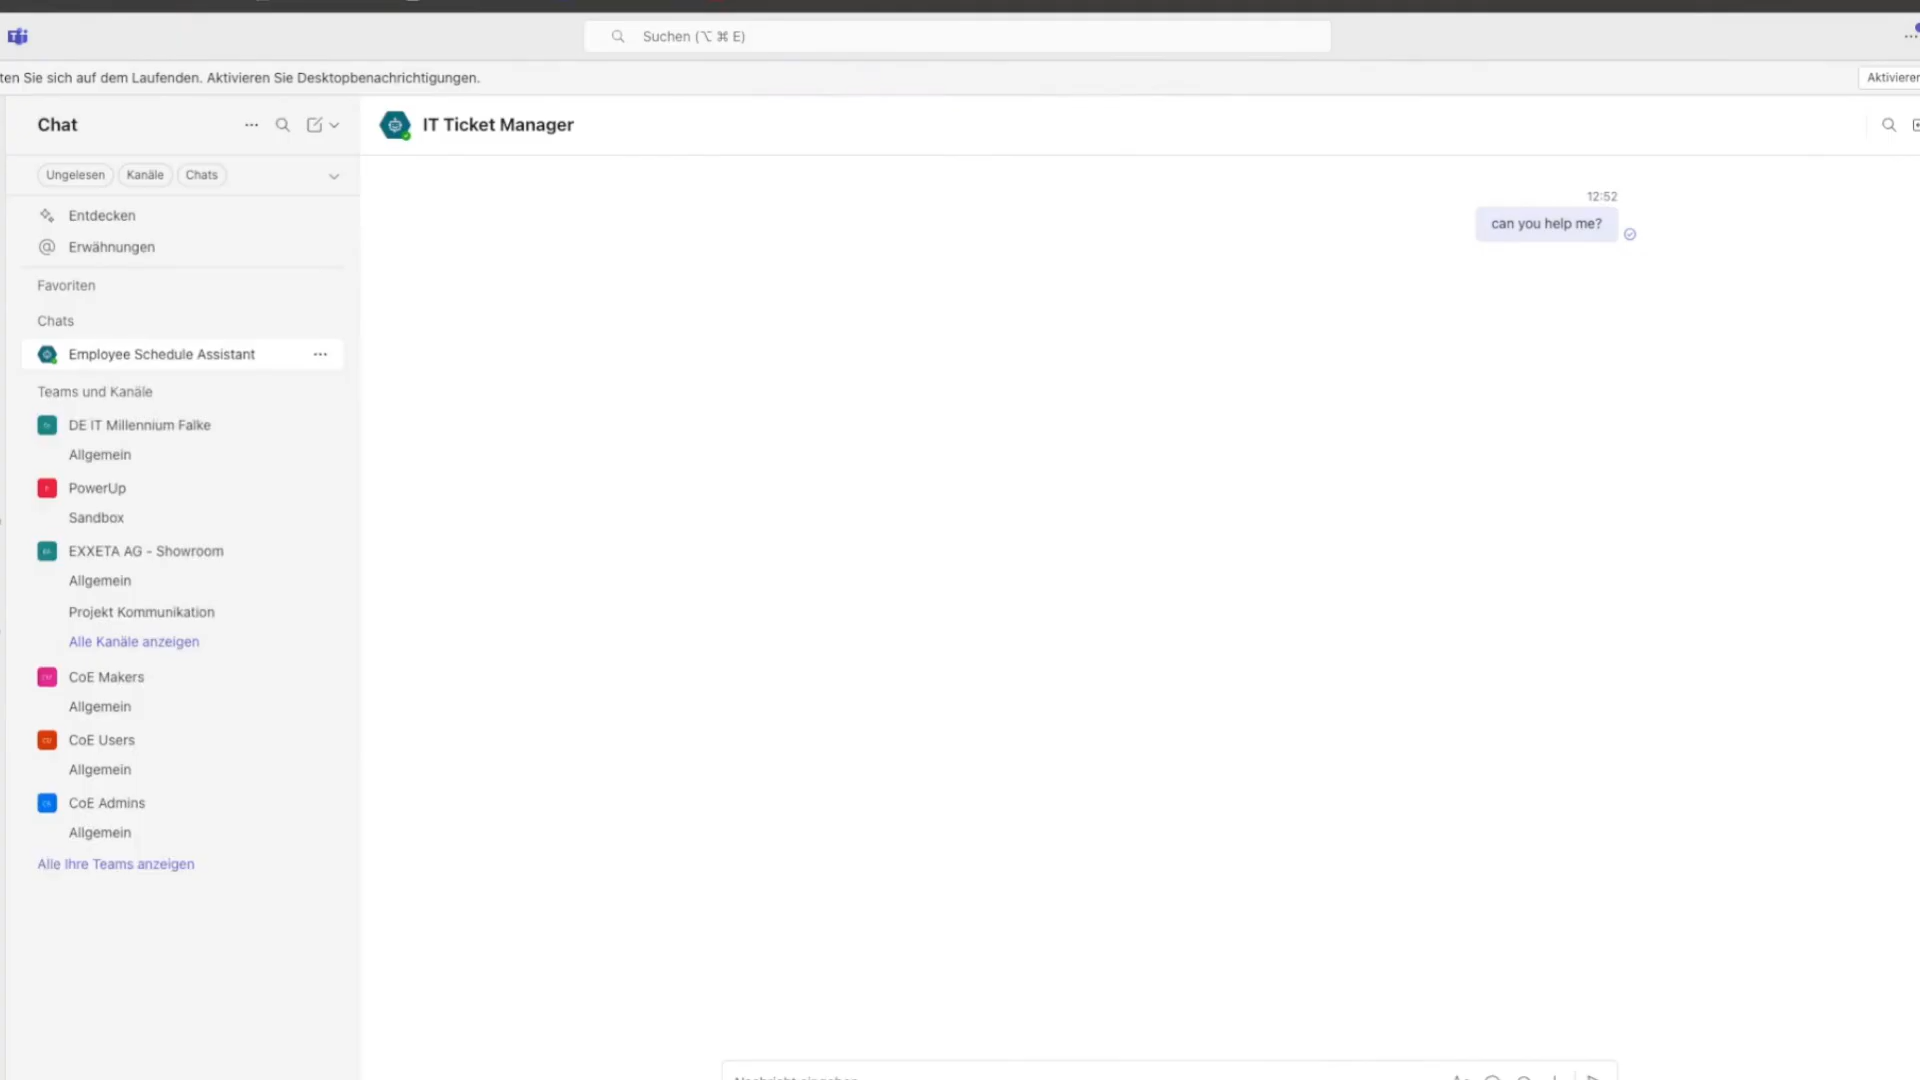 Suchen (⌥ ⌘ E)
ten Sie sich auf dem Laufenden. Aktivieren Sie Desktopbenachrichtigungen.
Aktivieren
Chat
IT Ticket Manager
Ungelesen
Kanäle
Chats
12:52
can you help me?
Entdecken
Erwähnungen
Favoriten
Chats
Employee Schedule Assistant
Teams und Kanäle
DE IT Millennium Falke
Allgemein
PowerUp
Sandbox
EXXETA AG - Showroom
Allgemein
Projekt Kommunikation
Alle Kanäle anzeigen
CoE Makers
Allgemein
CoE Users
Allgemein
CoE Admins
Allgemein
Alle Ihre Teams anzeigen